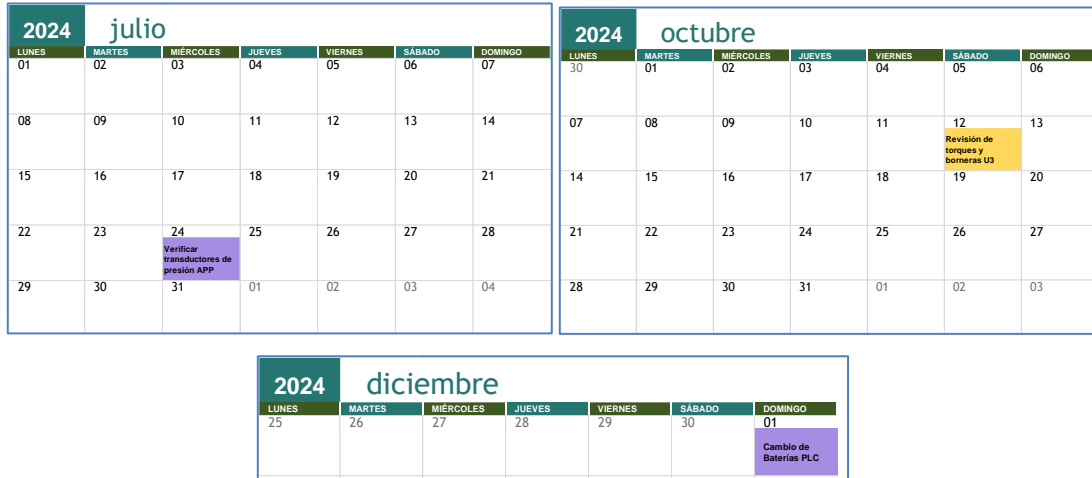 2024 julio
LUNES MARTES MIÉRCOLES JUEVES VIERNES SÁBADO DOMINGO
01 02 03 04 05 06 07
08 09 10 11 12 13 14
15 16 17 18 19 20 21
22 23 24 25 26 27 28
Verificar
transductores de
presión APP
29 30 31 01 02 03 04
2024 octubre
LUNES MARTES MIÉRCOLES JUEVES VIERNES SÁBADO DOMINGO
30 01 02 03 04 05 06
07 08 09 10 11 12 13
Revisión de
torques y
borneras U3
14 15 16 17 18 19 20
21 22 23 24 25 26 27
28 29 30 31 01 02 03
2024 diciembre
LUNES MARTES MIÉRCOLES JUEVES VIERNES SÁBADO DOMINGO
25 26 27 28 29 30 01
Cambio de
Baterías PLC